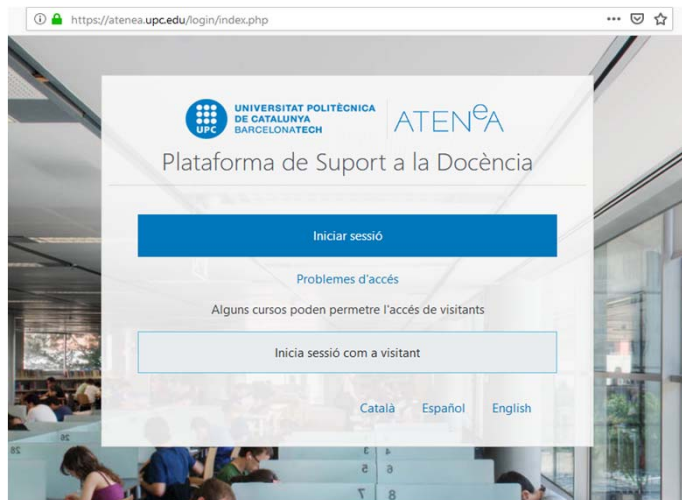 https://atenea.upc.edu/login/index.php
UPC
UNIVERSITAT POLITÈCNICA
DE CATALUNYA
BARCELONATECH
ATENeA
Plataforma de Suport a la Docència
Iniciar sessió
Problemes d'accés
Alguns cursos poden permetre l'accés de visitants
Inicia sessió com a visitant
Català Español English